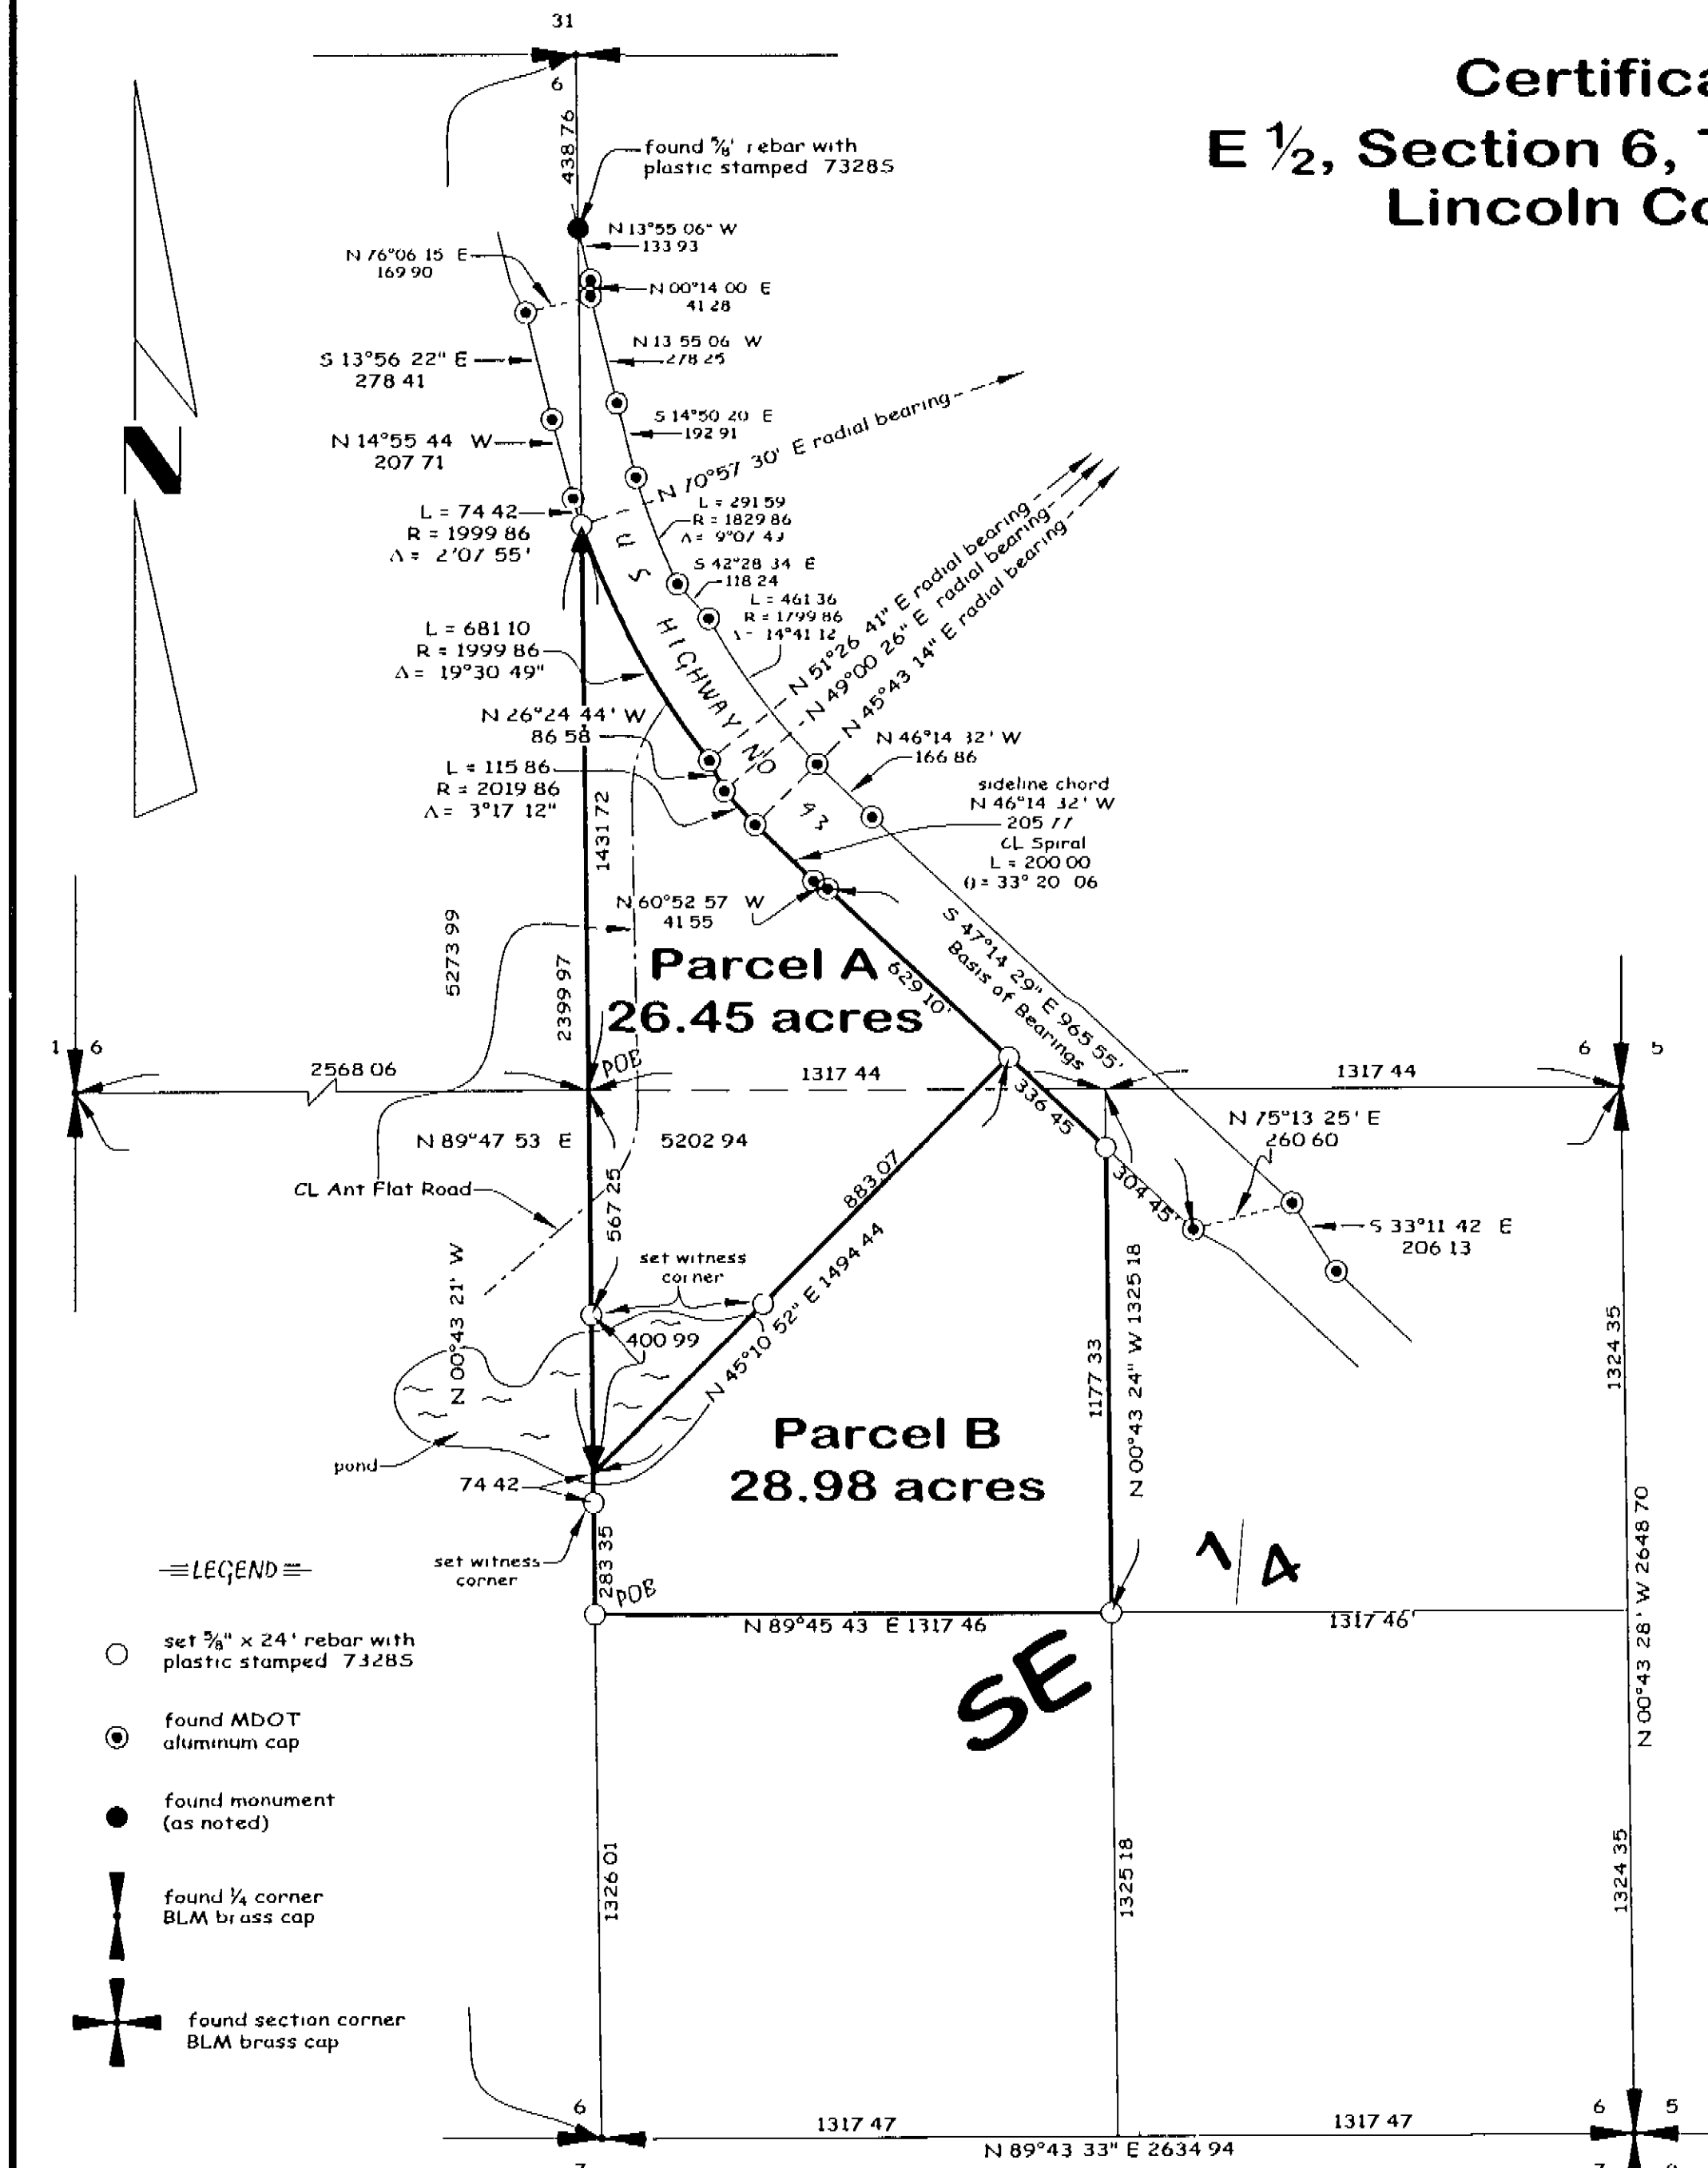 31
6
Certifica
E ½, Section 6, T
Lincoln Co
438 76
found ⅝' rebar with
plastic stamped 7328S
N 13°55 06" W
133 93
N 76°06 15 E
169 90
N 00°14 00 E
41 28
S 13°56 22" E
278 41
N 13 55 06 W
278 25
N 14°55 44 W
207 71
S 14°50 20 E
192 91
N 70°57 30' E radial bearing
N
L = 74 42
R = 1999 86
Δ = 2'07 55'
L = 291 59
R = 1829 86
Δ = 9°07 49
S 42°28 34 E
118 24
L = 461 36
R = 1799 86
14°41 12
U S HIGHWAY NO 93
N 51°26 41" E radial bearing
N 49°00 26" E radial bearing
N 45°43 14" E radial bearing
L = 681 10
R = 1999 86
Δ = 19°30 49"
N 26°24 44' W
86 58
L = 115 86
R = 2019 86
Δ = 3°17 12"
N 46°14 32' W
166 86
sideline chord
N 46°14 32' W
205 77
CL Spiral
L = 200 00
θ = 33° 20 06
1431 72
5273 99
2399 97
N 60°52 57 W
41 55
S 47°14 29" E 965 55'
Basis of Bearings
Parcel A
26.45 acres
629 10'
1 6
2568 06
POB
1317 44
336 45
1317 44
6 5
N 89°47 53 E
5202 94
N 75°13 25' E
260 60
CL Ant Flat Road
567 25
883.07
304 45'
S 33°11 42 E
206 13
set witness
corner
N 00°43 21' W
400 99
N 45°10 52" E 1494 44
1177 33
N 00°43 24" W 1325 18
1324 35
pond
74 42
Parcel B
28.98 acres
set witness
corner
283 35
POB
N 89°45 43 E 1317 46
1317 46'
SE 1/4
N 00°43 28' W 2648 70
LEGEND
set ⅝" x 24' rebar with
plastic stamped 7328S
found MDOT
aluminum cap
found monument
(as noted)
found ¼ corner
BLM brass cap
found section corner
BLM brass cap
1326 01
1325 18
1324 35
6
1317 47
1317 47
6 5
N 89°43 33" E 2634 94